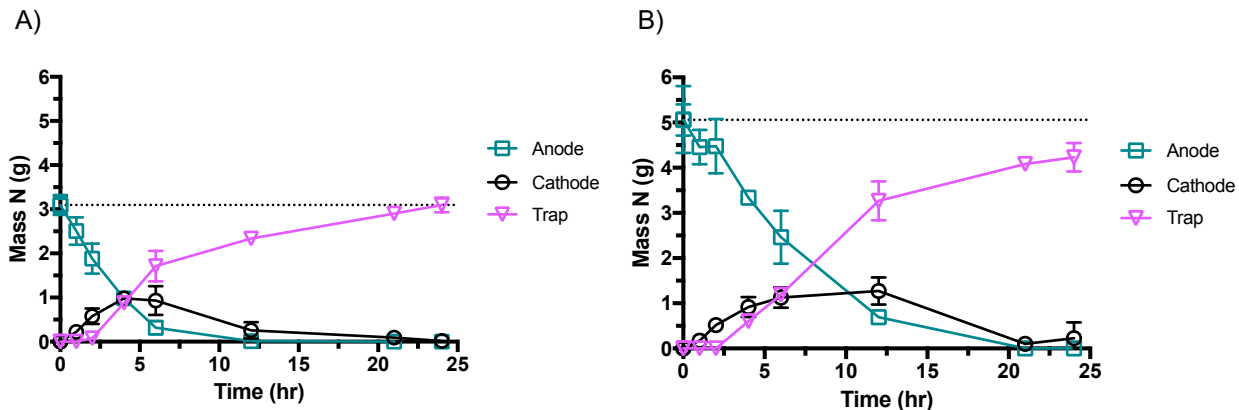 A)
6
5
4
3
2
1
0
Mass N (g)
0 5 10 15 20 25
Time (hr)
Anode
Cathode
Trap
B)
6
5
4
3
2
1
0
Mass N (g)
0 5 10 15 20 25
Time (hr)
Anode
Cathode
Trap